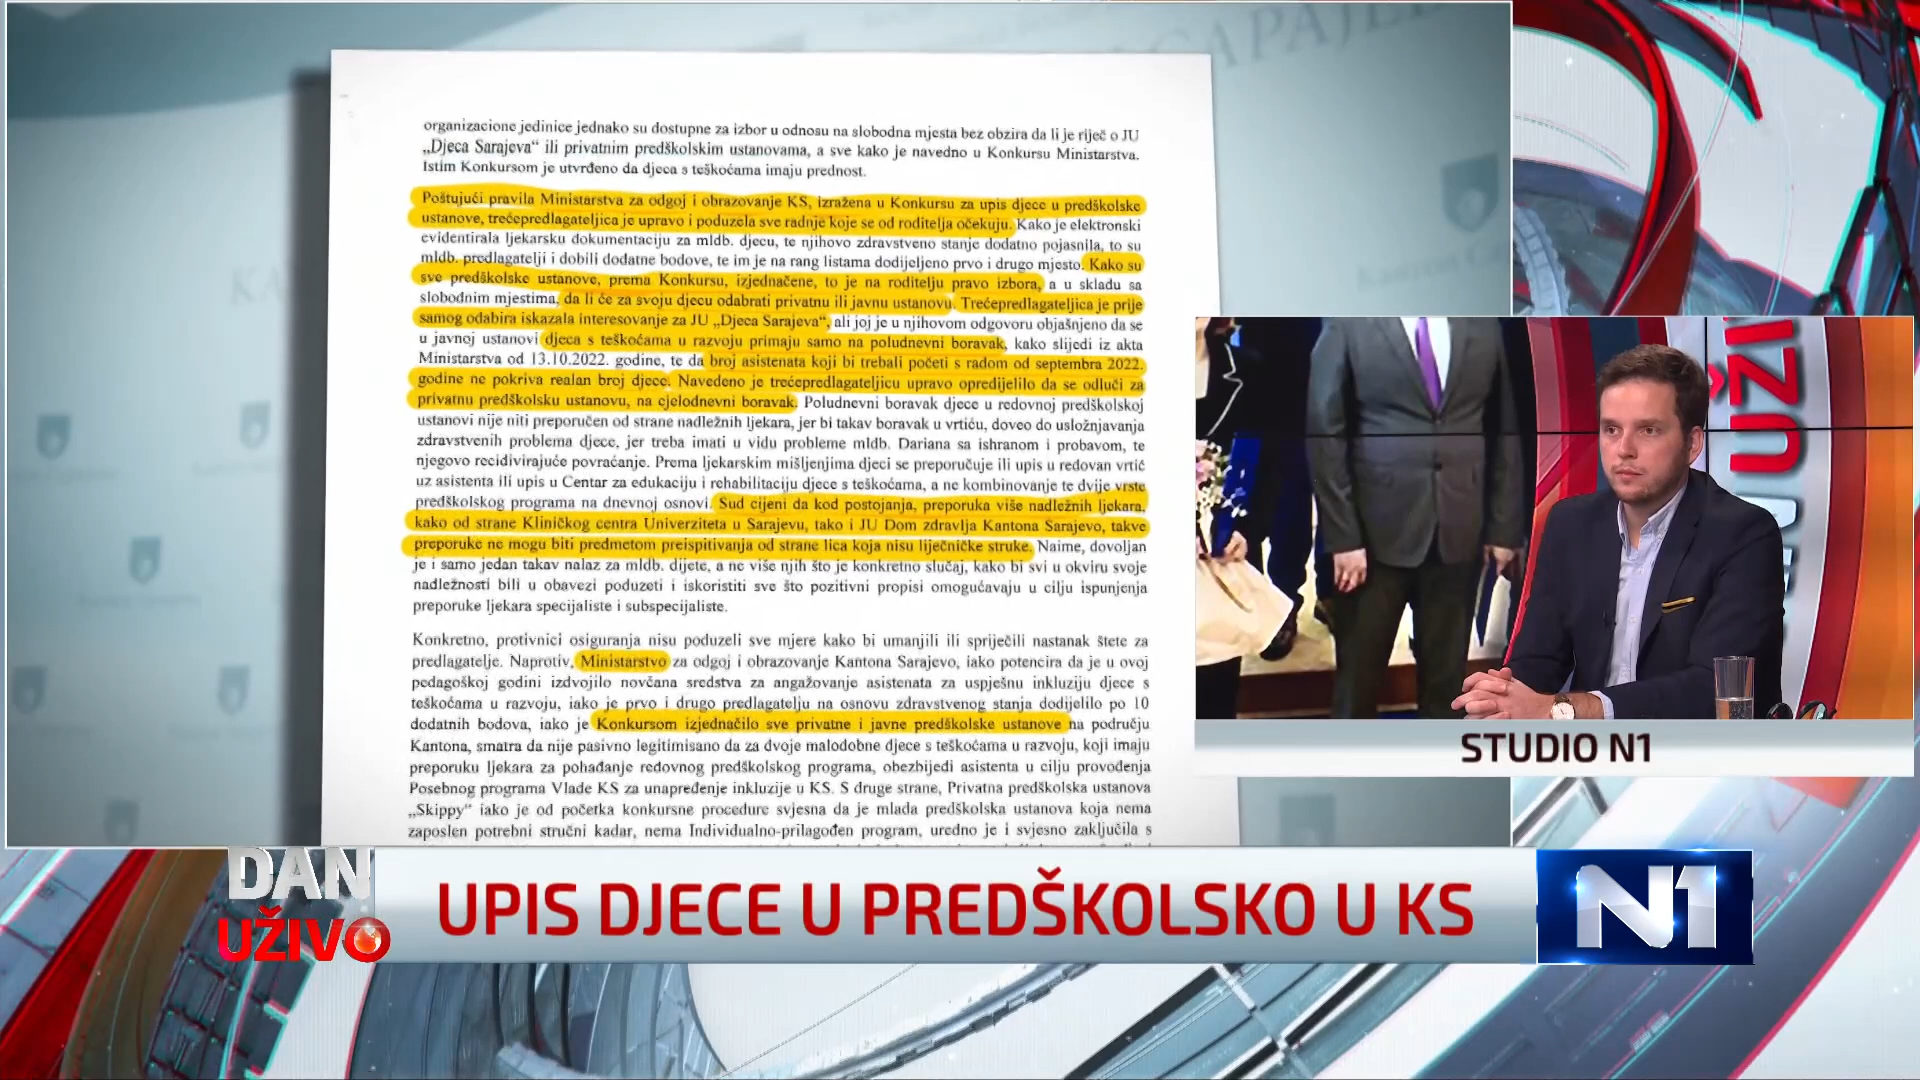 organizacione jedinice jednako su dostupne za izbor u odnosu na slobodna mjesta bez obzira da li je riječ o JU
„Djeca Sarajeva“ ili privatnim predškolskim ustanovama, a sve kako je navedno u Konkursu Ministarstva.
Istim Konkursom je utvrđeno da djeca s teškoćama imaju prednost.
Poštujući pravila Ministarstva za odgoj i obrazovanje KS, izražena u Konkursu za upis djece u predškolske
ustanove, trećepredlagateljica je upravo i poduzela sve radnje koje se od roditelja očekuju. Kako je elektronski
evidentirala ljekarsku dokumentaciju za mldb. djecu, te njihovo zdravstveno stanje dodatno pojasnila, to su
mldb. predlagatelji i dobili dodatne bodove, te im je na rang listama dodijeljeno prvo i drugo mjesto. Kako su
sve predškolske ustanove, prema Konkursu, izjednačene, to je na roditelju pravo izbora, a u skladu sa
slobodnim mjestima, da li će za svoju djecu odabrati privatnu ili javnu ustanovu. Trećepredlagateljica je prije
samog odabira iskazala interesovanje za JU „Djeca Sarajeva“, ali joj je u njihovom odgovoru objašnjeno da se
u javnoj ustanovi djeca s teškoćama u razvoju primaju samo na poludnevni boravak, kako slijedi iz akta
Ministarstva od 13.10.2022. godine, te da broj asistenata koji bi trebali početi s radom od septembra 2022.
godine ne pokriva realan broj djece. Navedeno je trećepredlagateljicu upravo opredijelilo da se odluči za
privatnu predškolsku ustanovu, na cjelodnevni boravak. Poludnevni boravak djece u redovnoj predškolskoj
ustanovi nije niti preporučen od strane nadležnih ljekara, jer bi takav boravak u vrtiću, doveo do usložnjavanja
zdravstvenih problema djece, jer treba imati u vidu probleme mldb. Dariana sa ishranom i probavom, te
njegovo recidivirajuće povraćanje. Prema ljekarskim mišljenjima djeci se preporučuje ili upis u redovan vrtić
uz asistenta ili upis u Centar za edukaciju i rehabilitaciju djece s teškoćama, a ne kombinovanje te dvije vrste
predškolskog programa na dnevnoj osnovi. Sud cijeni da kod postojanja, preporuka više nadležnih ljekara,
kako od strane Kliničkog centra Univerziteta u Sarajevu, tako i JU Dom zdravlja Kantona Sarajevo, takve
preporuke ne mogu biti predmetom preispitivanja od strane lica koja nisu liječničke struke. Naime, dovoljan
je i samo jedan takav nalaz za mldb. dijete, a ne više njih što je konkretno slučaj, kako bi svi u okviru svoje
nadležnosti bili u obavezi poduzeti i iskoristiti sve što pozitivni propisi omogućavaju u cilju ispunjenja
preporuke ljekara specijaliste i subspecijaliste.
Konkretno, protivnici osiguranja nisu poduzeli sve mjere kako bi umanjili ili spriječili nastanak štete za
predlagatelje. Naprotiv, Ministarstvo za odgoj i obrazovanje Kantona Sarajevo, iako potencira da je u ovoj
pedagoškoj godini izdvojilo novčana sredstva za angažovanje asistenata za uspješnu inkluziju djece s
teškoćama u razvoju, iako je prvo i drugo predlagatelju na osnovu zdravstvenog stanja dodijelilo po 10
dodatnih bodova, iako je Konkursom izjednačilo sve privatne i javne predškolske ustanove na području
Kantona, smatra da nije pasivno legitimisano da za dvoje malodobne djece s teškoćama u razvoju, koji imaju
preporuku ljekara za pohađanje redovnog predškolskog programa, obezbijedi asistenta u cilju provođenja
Posebnog programa Vlade KS za unapređenje inkluzije u KS. S druge strane, Privatna predškolska ustanova
„Skippy“ iako je od početka konkursne procedure svjesna da je mlada predškolska ustanova koja nema
zaposlen potrebni stručni kadar, nema Individualno-prilagođen program, uredno je i svjesno zaključila s
UŽI
STUDIO N1
DAN
UŽIVO
UPIS DJECE U PREDŠKOLSKO U KS
N1